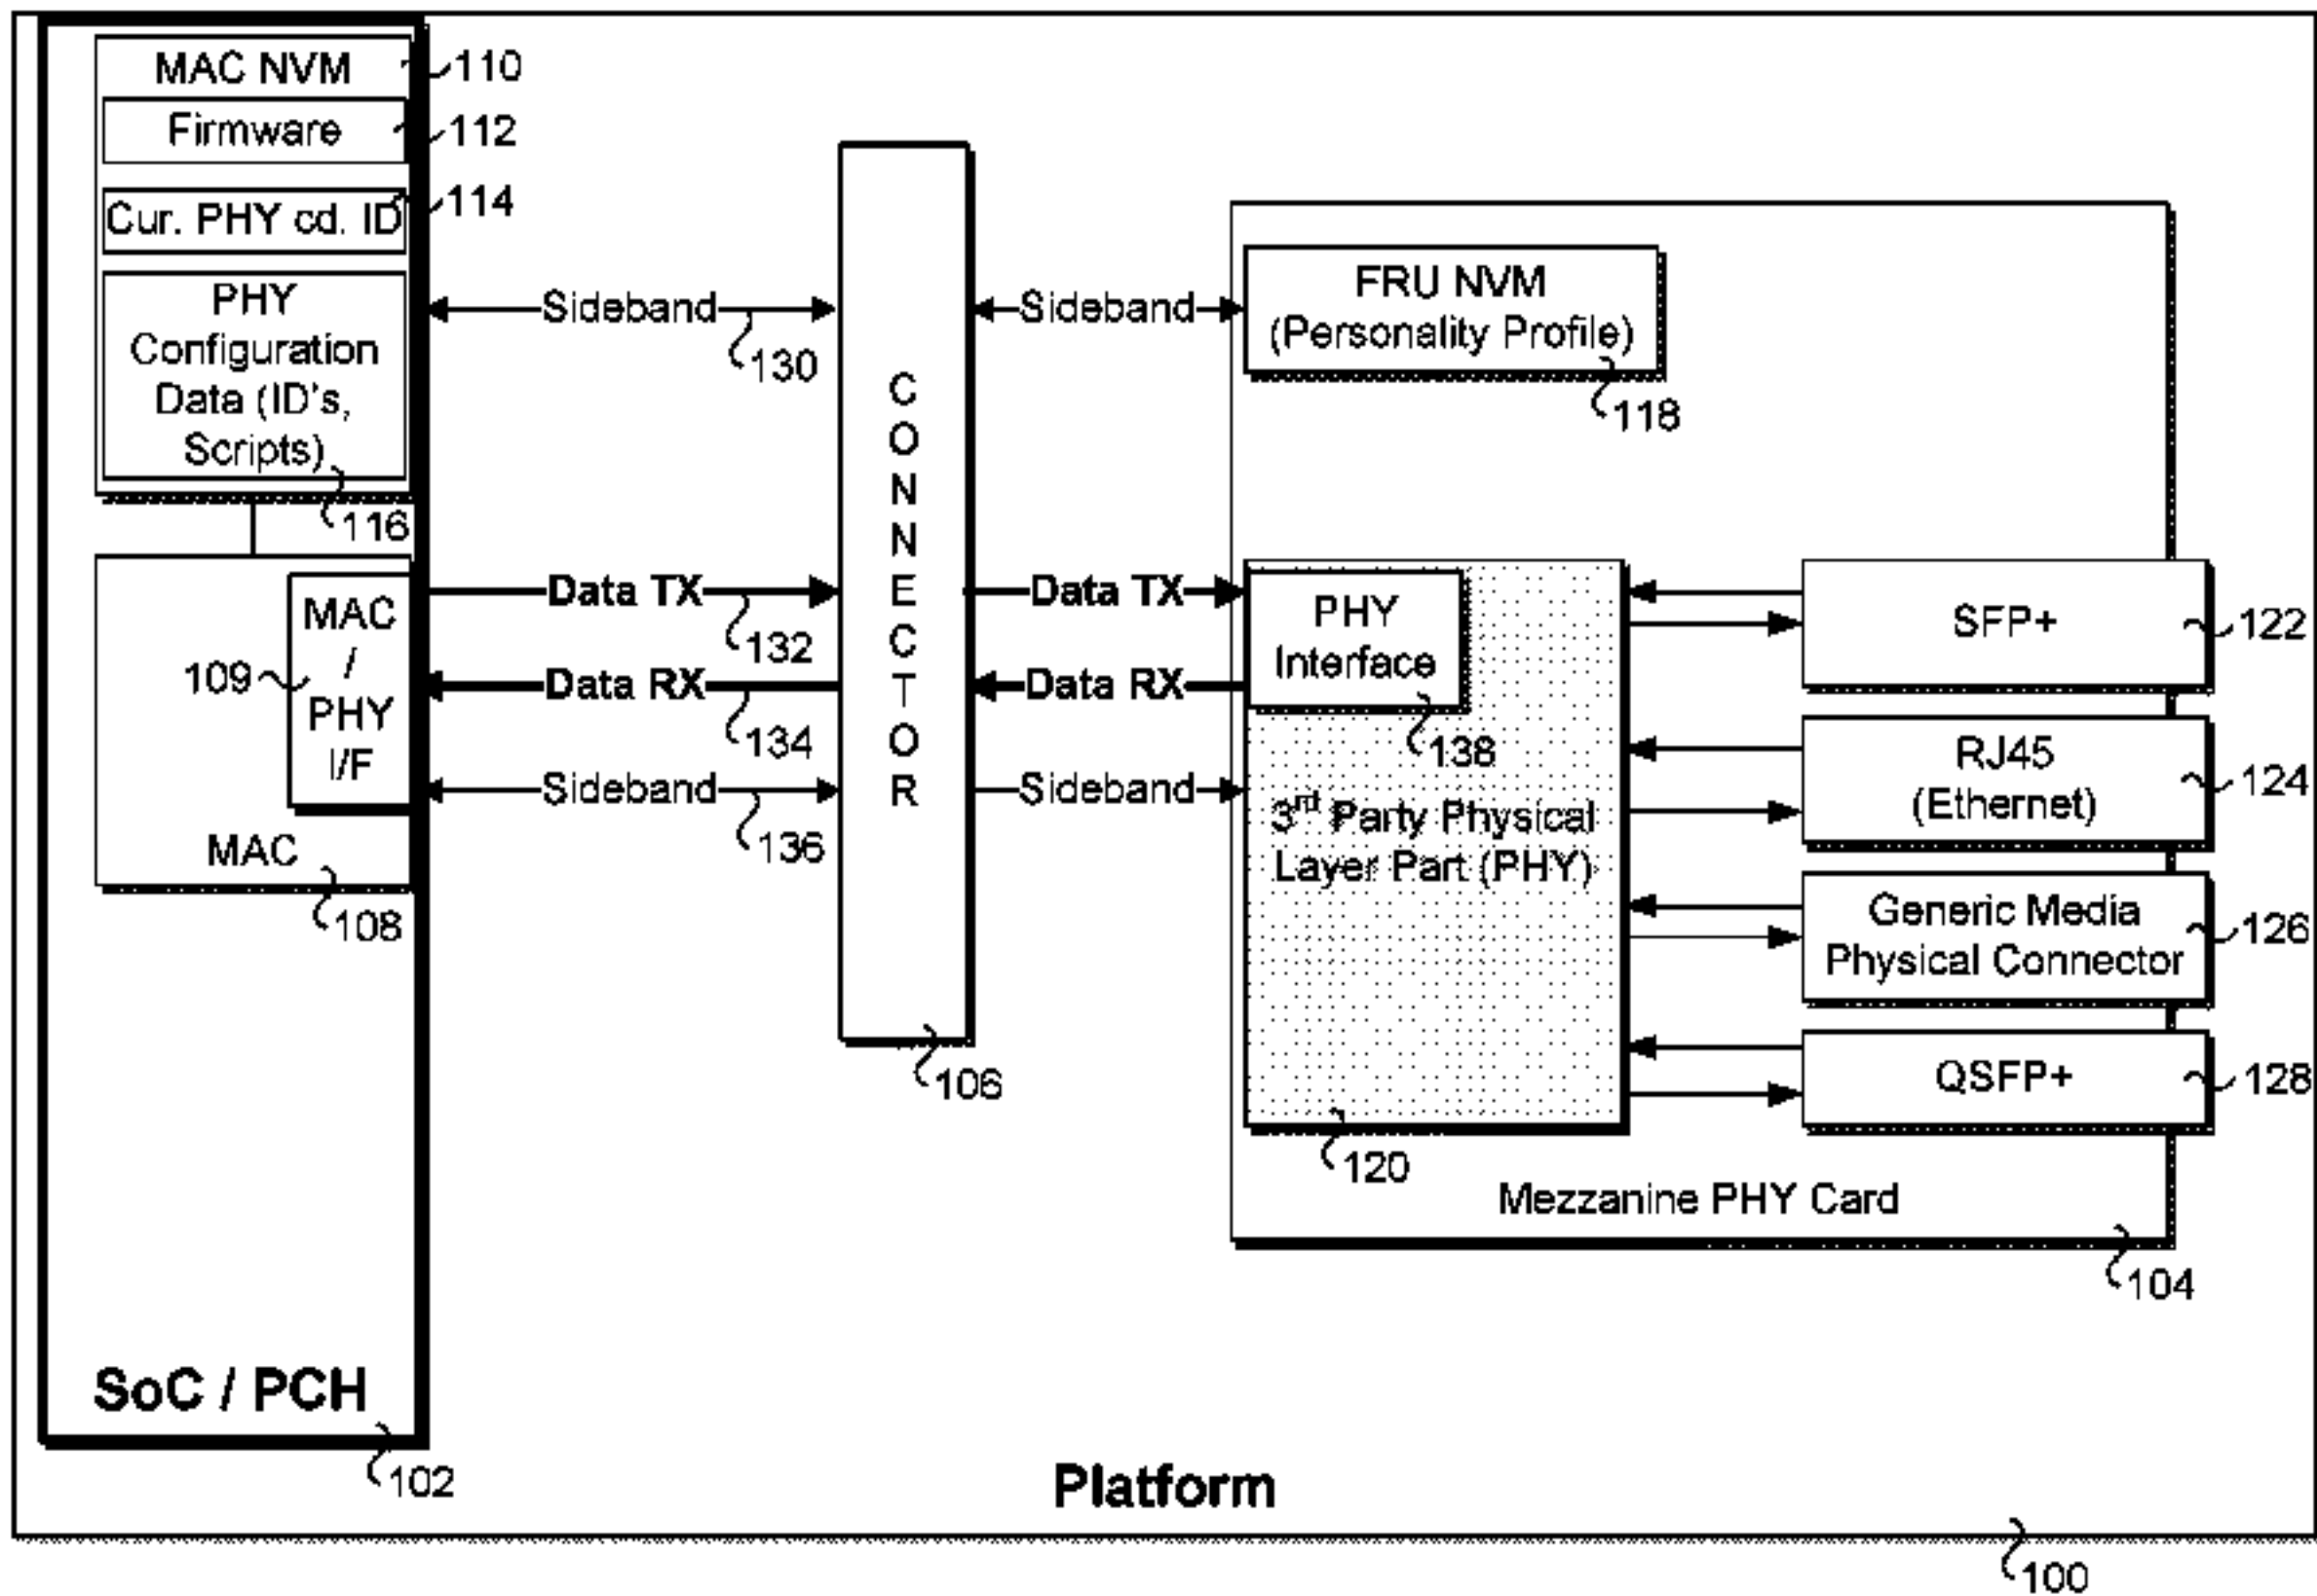 MAC NVM
110
Firmware
112
Cur. PHY cd. ID
114
PHY
Configuration
Data (ID's,
Scripts)
116
MAC
/
PHY
I/F
109
MAC
108
SoC / PCH
102
Sideband
130
Data TX
132
Data RX
134
Sideband
136
CONNECTOR
106
Sideband
Data TX
Data RX
Sideband
FRU NVM
(Personality Profile)
118
PHY
Interface
138
3rd Party Physical
Layer Part (PHY)
120
SFP+
122
RJ45
(Ethernet)
124
Generic Media
Physical Connector
126
QSFP+
128
Mezzanine PHY Card
104
Platform
100